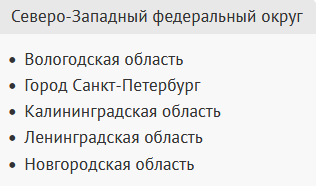 Северо-Западный федеральный округ
• Вологодская область
• Город Санкт-Петербург
• Калининградская область
• Ленинградская область
• Новгородская область